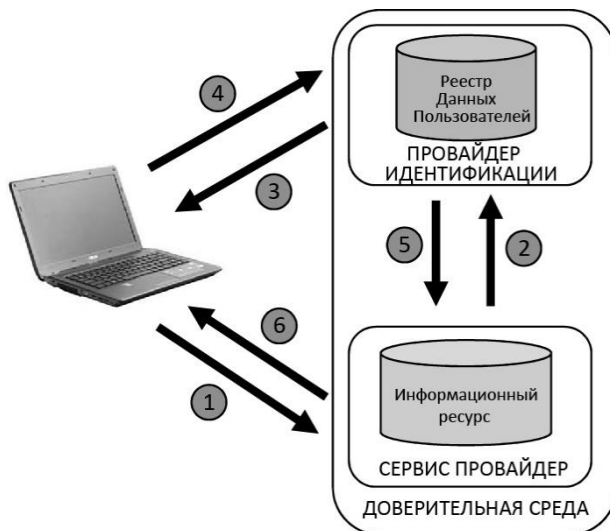 Реестр
Данных
Пользователей
ПРОВАЙДЕР
ИДЕНТИФИКАЦИИ
4
3
5
2
6
1
Информационный
ресурс
СЕРВИС ПРОВАЙДЕР
ДОВЕРИТЕЛЬНАЯ СРЕДА